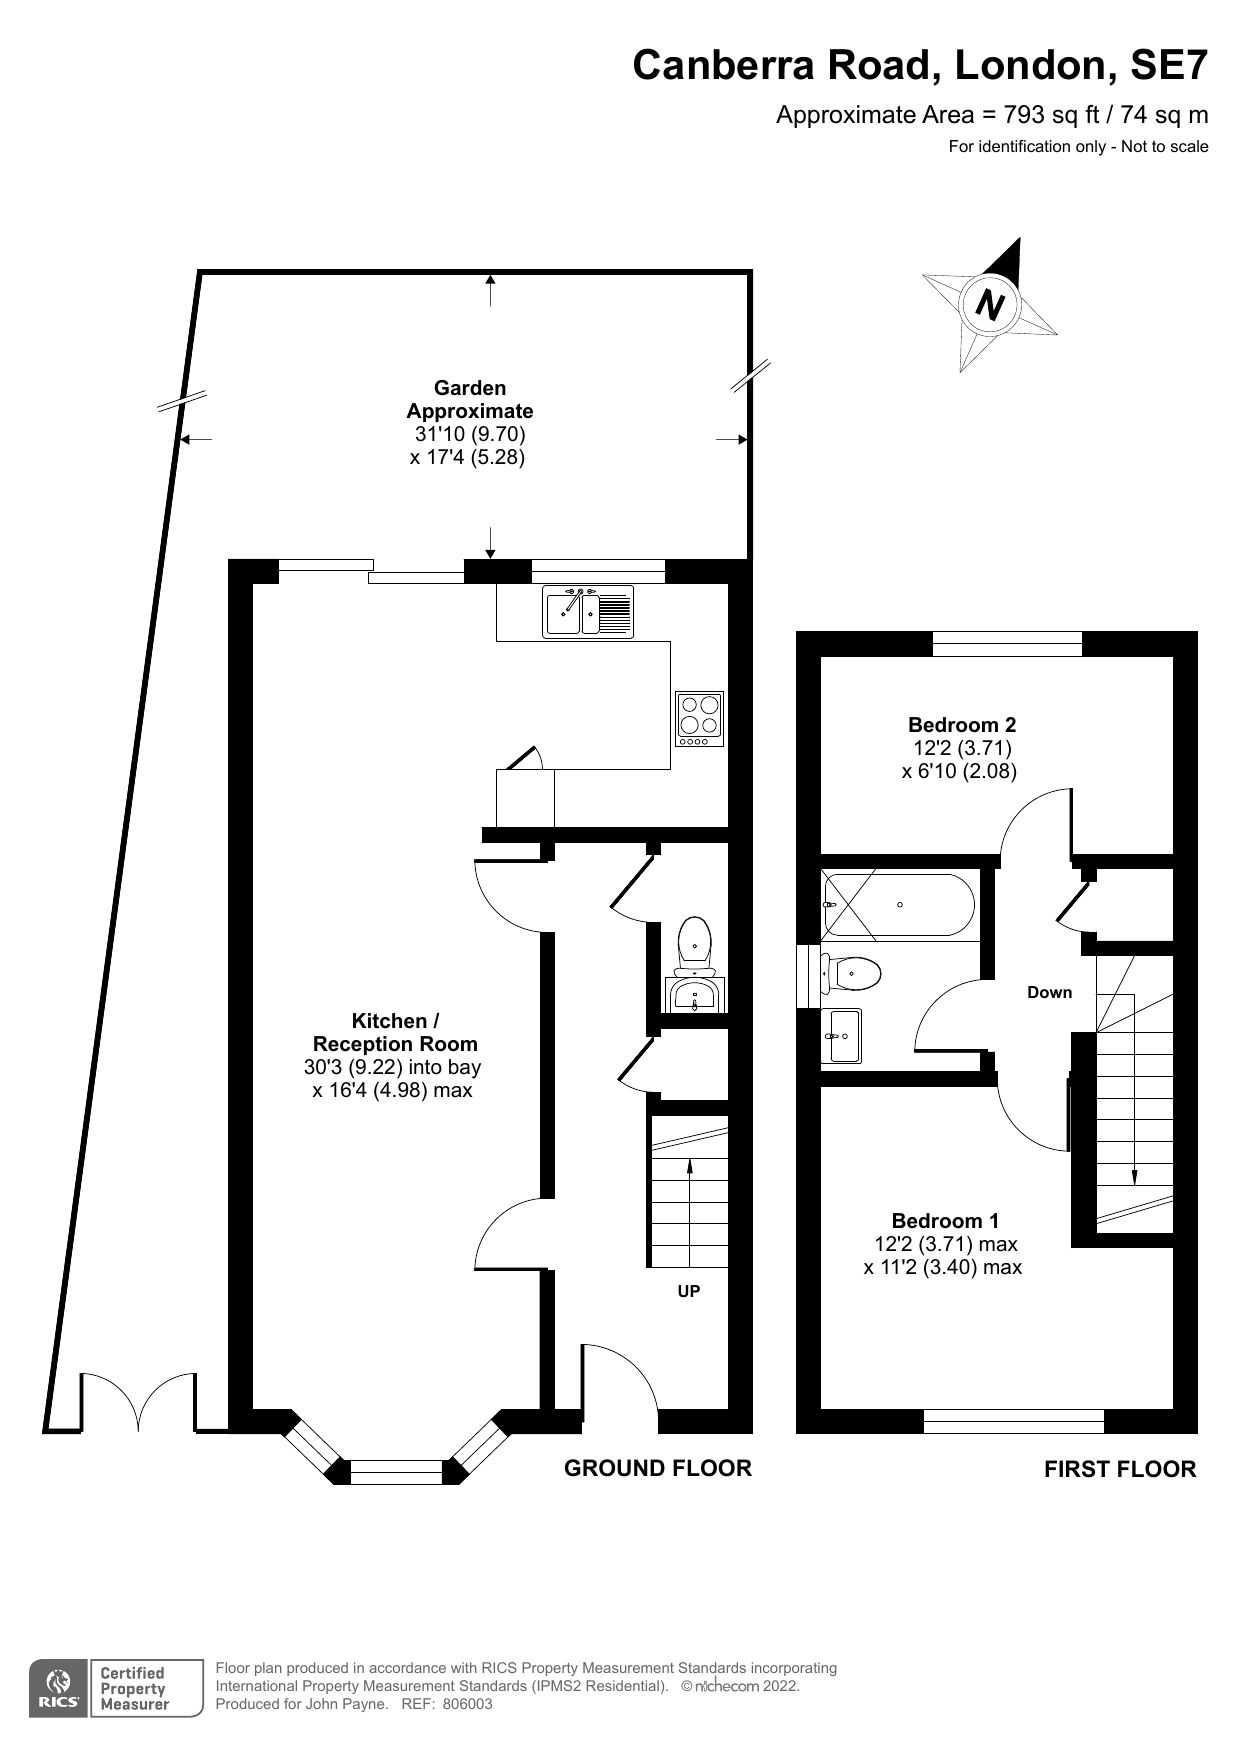 Canberra Road, London, SE7
Approximate Area = 793 sq ft / 74 sq m
For identification only - Not to scale
N
Garden
Approximate
31'10 (9.70)
x 17'4 (5.28)
Bedroom 2
12'2 (3.71)
x 6'10 (2.08)
Down
Kitchen /
Reception Room
30'3 (9.22) into bay
x 16'4 (4.98) max
Bedroom 1
12'2 (3.71) max
x 11'2 (3.40) max
UP
GROUND FLOOR
FIRST FLOOR
RICS
Certified
Property
Measurer
Floor plan produced in accordance with RICS Property Measurement Standards incorporating
International Property Measurement Standards (IPMS2 Residential). © nichecom 2022.
Produced for John Payne. REF: 806003